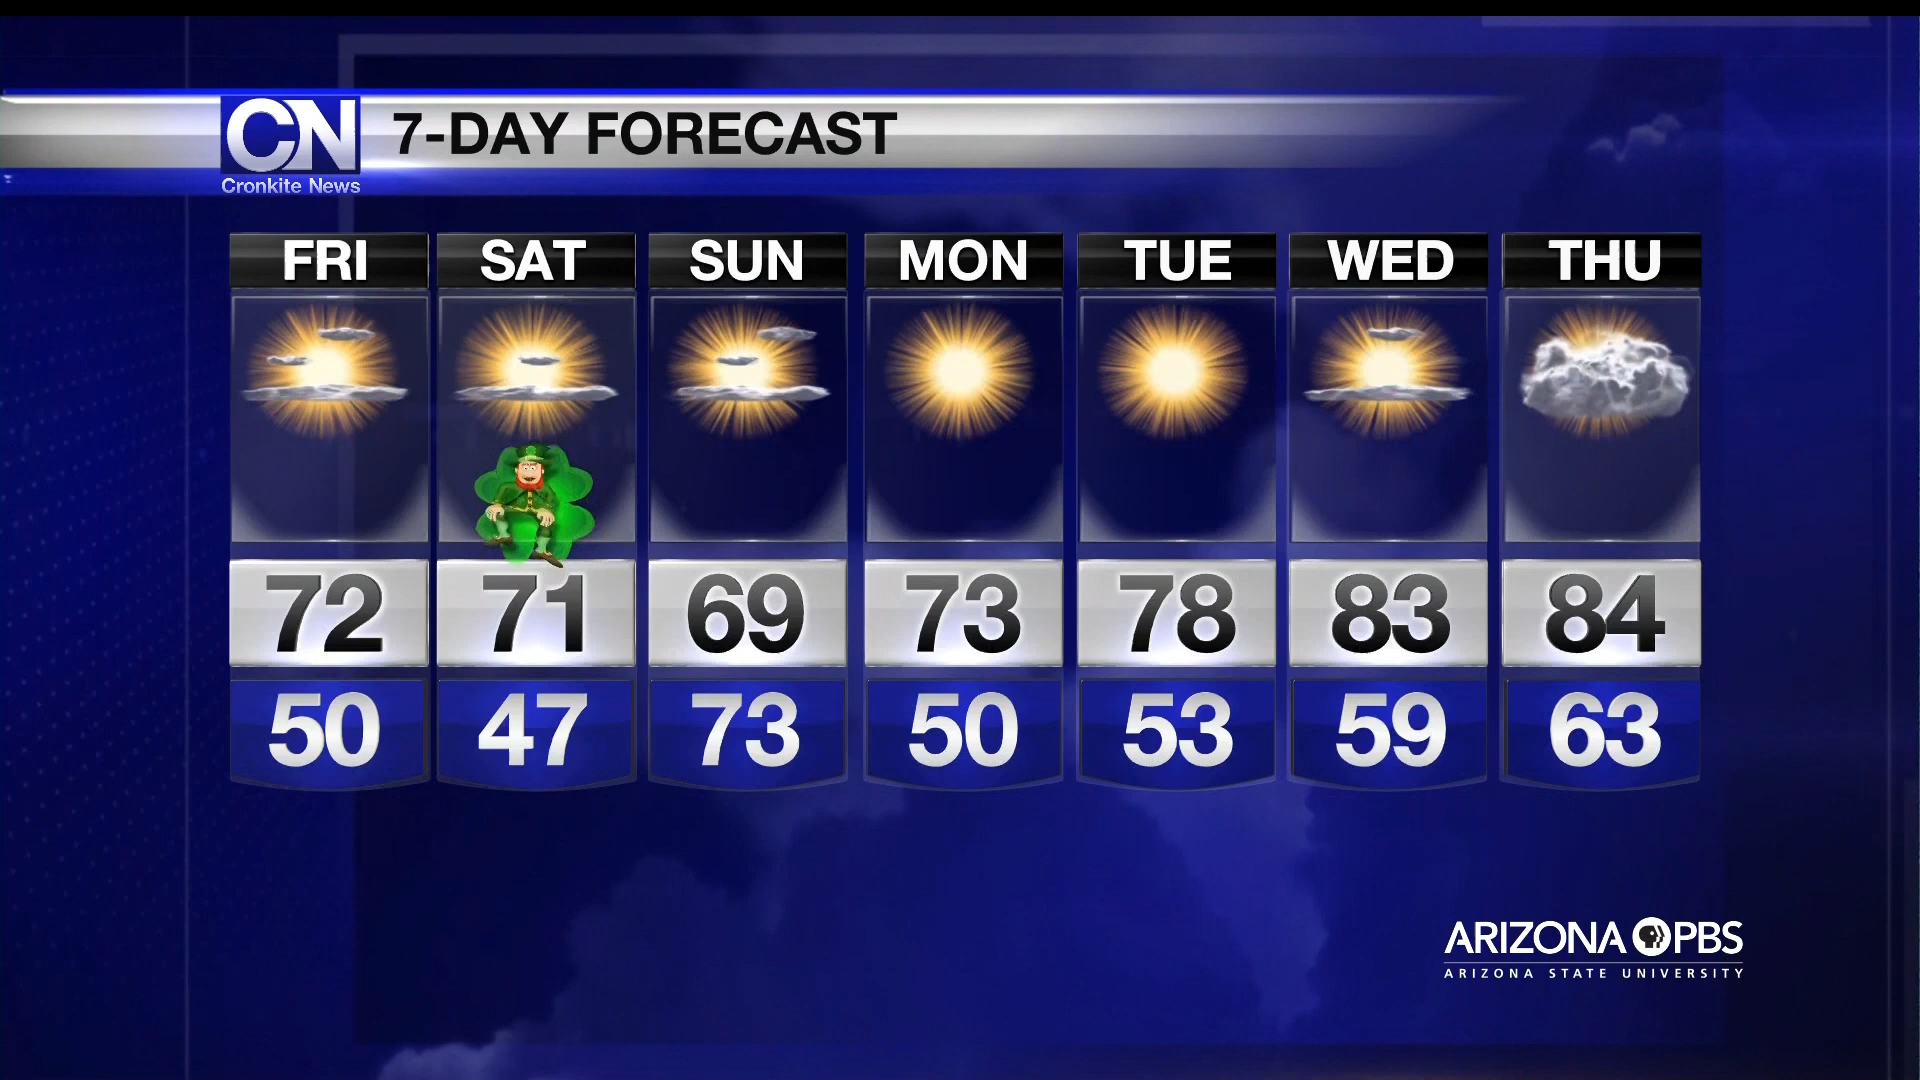 CN 7-DAY FORECAST
Cronkite News
FRI SAT SUN MON TUE WED THU
72 71 69 73 78 83 84
50 47 73 50 53 59 63
ARIZONA PBS
ARIZONA STATE UNIVERSITY